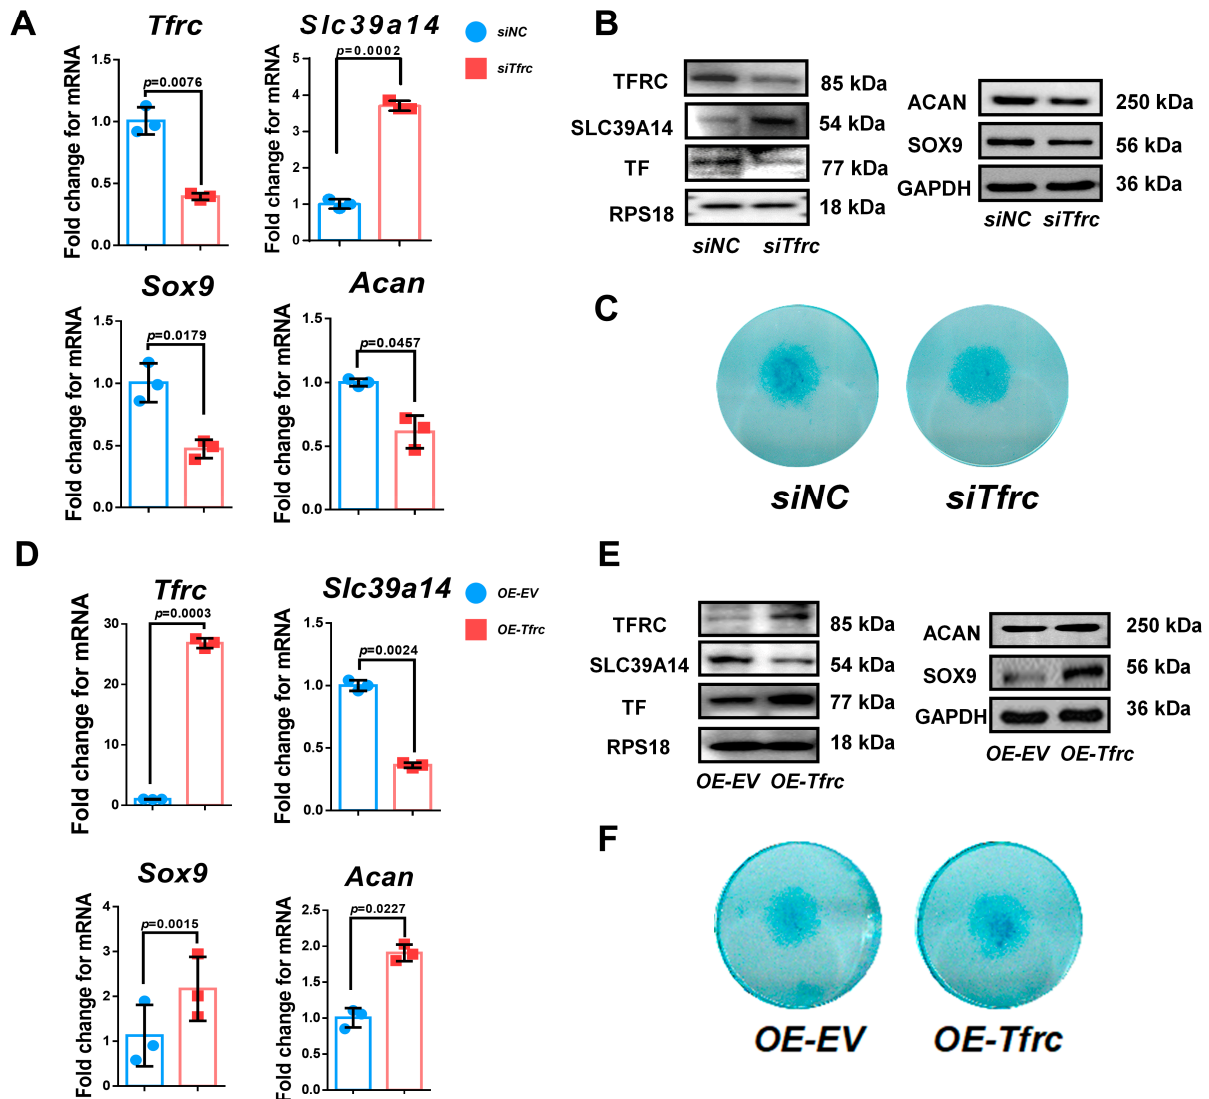 A
Tfrc
Fold change for mRNA
1.5
1.0
0.5
0.0
p=0.0076
Slc39a14
Fold change for mRNA
5
4
3
2
1
0
p=0.0002
siNC
siTfrc
Sox9
Fold change for mRNA
1.5
1.0
0.5
0.0
p=0.0179
Acan
Fold change for mRNA
1.5
1.0
0.5
0.0
p=0.0457
B
TFRC 85 kDa
SLC39A14 54 kDa
TF 77 kDa
RPS18 18 kDa
siNC siTfrc
ACAN 250 kDa
SOX9 56 kDa
GAPDH 36 kDa
siNC siTfrc
C
siNC siTfrc
D
Tfrc
Fold change for mRNA
30
20
10
0
p=0.0003
Slc39a14
Fold change for mRNA
1.5
1.0
0.5
0.0
p=0.0024
OE-EV
OE-Tfrc
Sox9
Fold change for mRNA
4
3
2
1
0
p=0.0015
Acan
Fold change for mRNA
2.5
2.0
1.5
1.0
0.5
0.0
p=0.0227
E
TFRC 85 kDa
SLC39A14 54 kDa
TF 77 kDa
RPS18 18 kDa
OE-EV OE-Tfrc
ACAN 250 kDa
SOX9 56 kDa
GAPDH 36 kDa
OE-EV OE-Tfrc
F
OE-EV OE-Tfrc